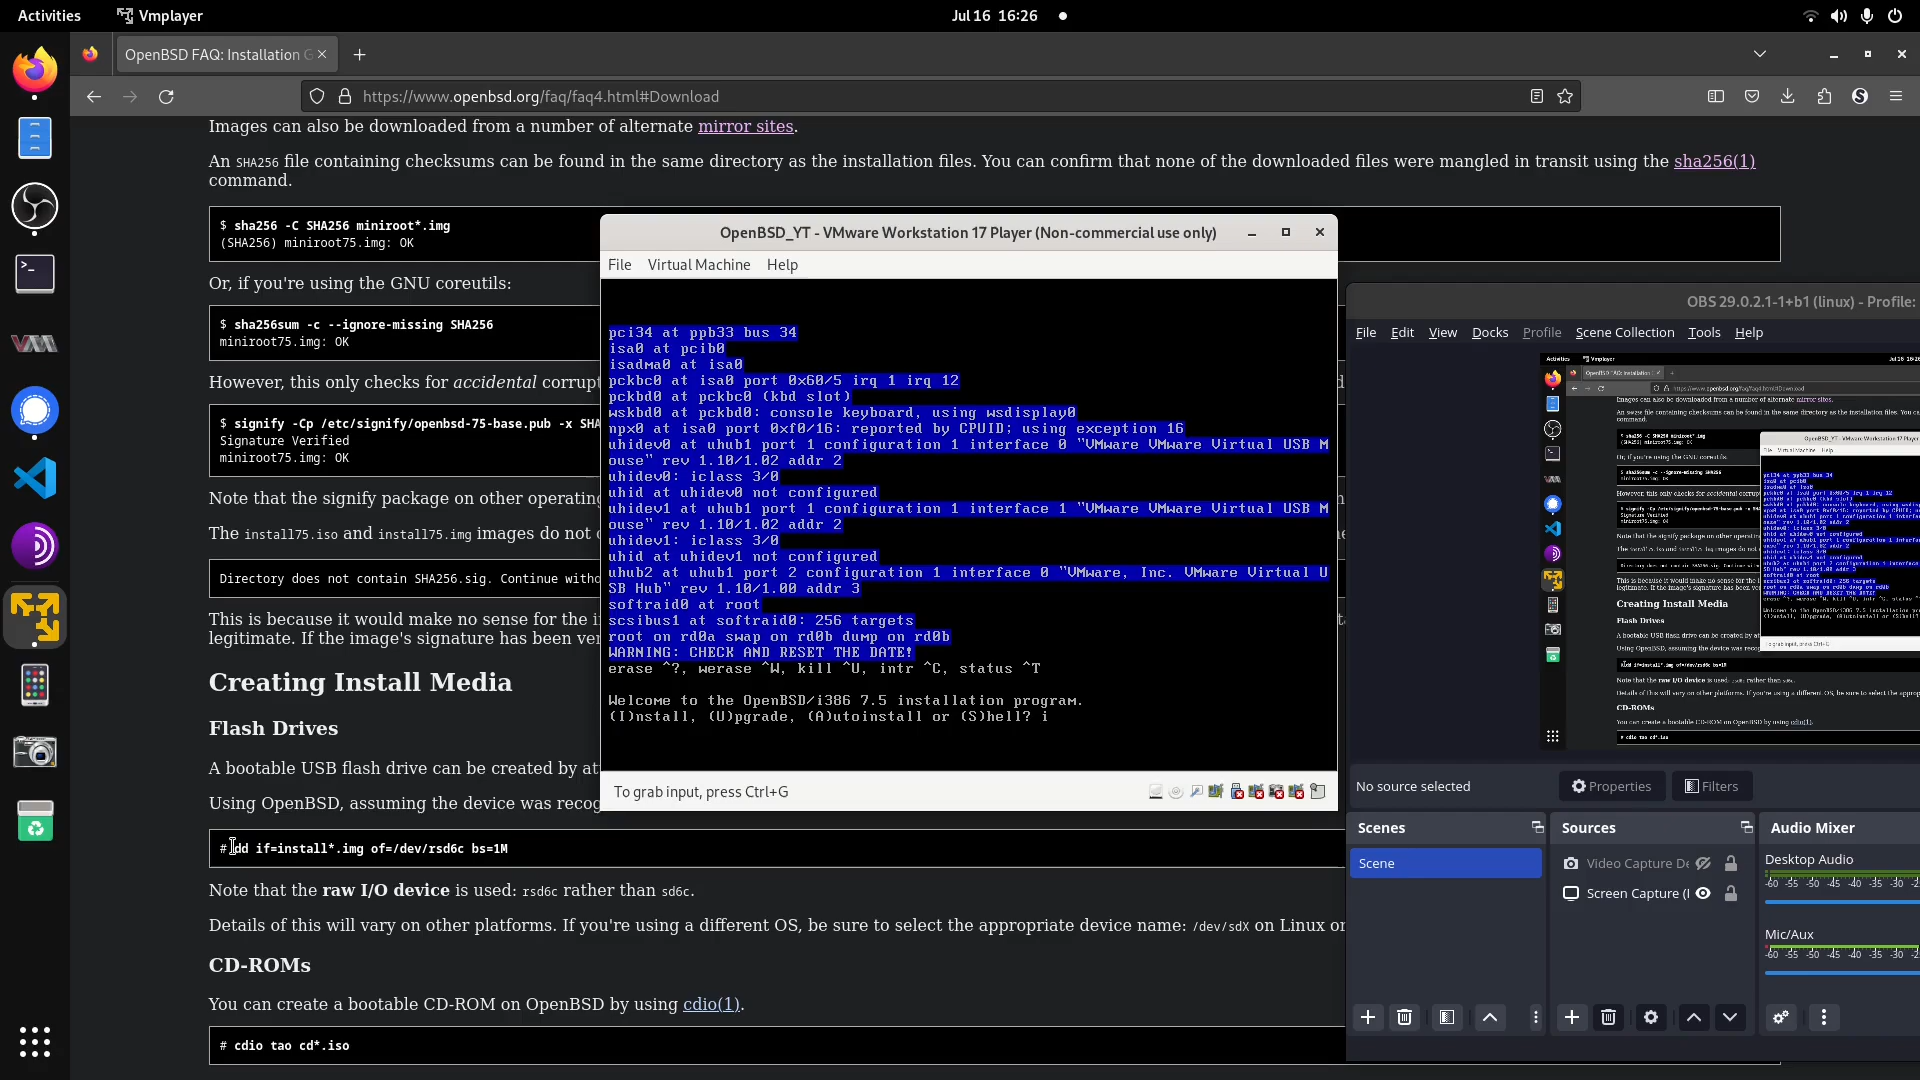 Activities
Vmplayer
Jul 16 16:26
OpenBSD FAQ: Installation G
https://www.openbsd.org/faq/faq4.html#Download
Images can also be downloaded from a number of alternate mirror sites.
An SHA256 file containing checksums can be found in the same directory as the installation files. You can confirm that none of the downloaded files were mangled in transit using the sha256(1)
command.
$ sha256 -C SHA256 miniroot*.img
(SHA256) miniroot75.img: OK
Or, if you're using the GNU coreutils:
$ sha256sum -c --ignore-missing SHA256
miniroot75.img: OK
However, this only checks for accidental corrupt
$ signify -Cp /etc/signify/openbsd-75-base.pub -x SHA
Signature Verified
miniroot75.img: OK
Note that the signify package on other operating
The install75.iso and install75.img images do not
Directory does not contain SHA256.sig. Continue witho
This is because it would make no sense for the i
legitimate. If the image's signature has been ver
Creating Install Media
Flash Drives
A bootable USB flash drive can be created by at
Using OpenBSD, assuming the device was recog
# dd if=install*.img of=/dev/rsd6c bs=1M
Note that the raw I/O device is used: rsd6c rather than sd6c.
Details of this will vary on other platforms. If you're using a different OS, be sure to select the appropriate device name: /dev/sdX on Linux or
CD-ROMs
You can create a bootable CD-ROM on OpenBSD by using cdio(1).
# cdio tao cd*.iso
OpenBSD_YT - VMware Workstation 17 Player (Non-commercial use only)
File Virtual Machine Help
pci34 at ppb33 bus 34
isa0 at pcib0
isadma0 at isa0
pckbc0 at isa0 port 0x60/5 irq 1 irq 12
pckbd0 at pckbc0 (kbd slot)
wskbd0 at pckbd0: console keyboard, using wsdisplay0
npx0 at isa0 port 0xf0/16: reported by CPUID; using exception 16
uhidev0 at uhub1 port 1 configuration 1 interface 0 "VMware VMware Virtual USB M
ouse" rev 1.10/1.02 addr 2
uhidev0: iclass 3/0
uhid at uhidev0 not configured
uhidev1 at uhub1 port 1 configuration 1 interface 1 "VMware VMware Virtual USB M
ouse" rev 1.10/1.02 addr 2
uhidev1: iclass 3/0
uhid at uhidev1 not configured
uhub2 at uhub1 port 2 configuration 1 interface 0 "VMware, Inc. VMware Virtual U
SB Hub" rev 1.10/1.00 addr 3
softraid0 at root
scsibus1 at softraid0: 256 targets
root on rd0a swap on rd0b dump on rd0b
WARNING: CHECK AND RESET THE DATE!
erase ^?, werase ^W, kill ^U, intr ^C, status ^T
Welcome to the OpenBSD/i386 7.5 installation program.
(I)nstall, (U)pgrade, (A)utoinstall or (S)hell? i
To grab input, press Ctrl+G
OBS 29.0.2.1-1+b1 (linux) - Profile:
File Edit View Docks Profile Scene Collection Tools Help
No source selected
Properties
Filters
Scenes
Scene
Sources
Video Capture De
Screen Capture (
Audio Mixer
Desktop Audio
-60 -55 -50 -45 -40 -35 -30
Mic/Aux
-60 -55 -50 -45 -40 -35 -30